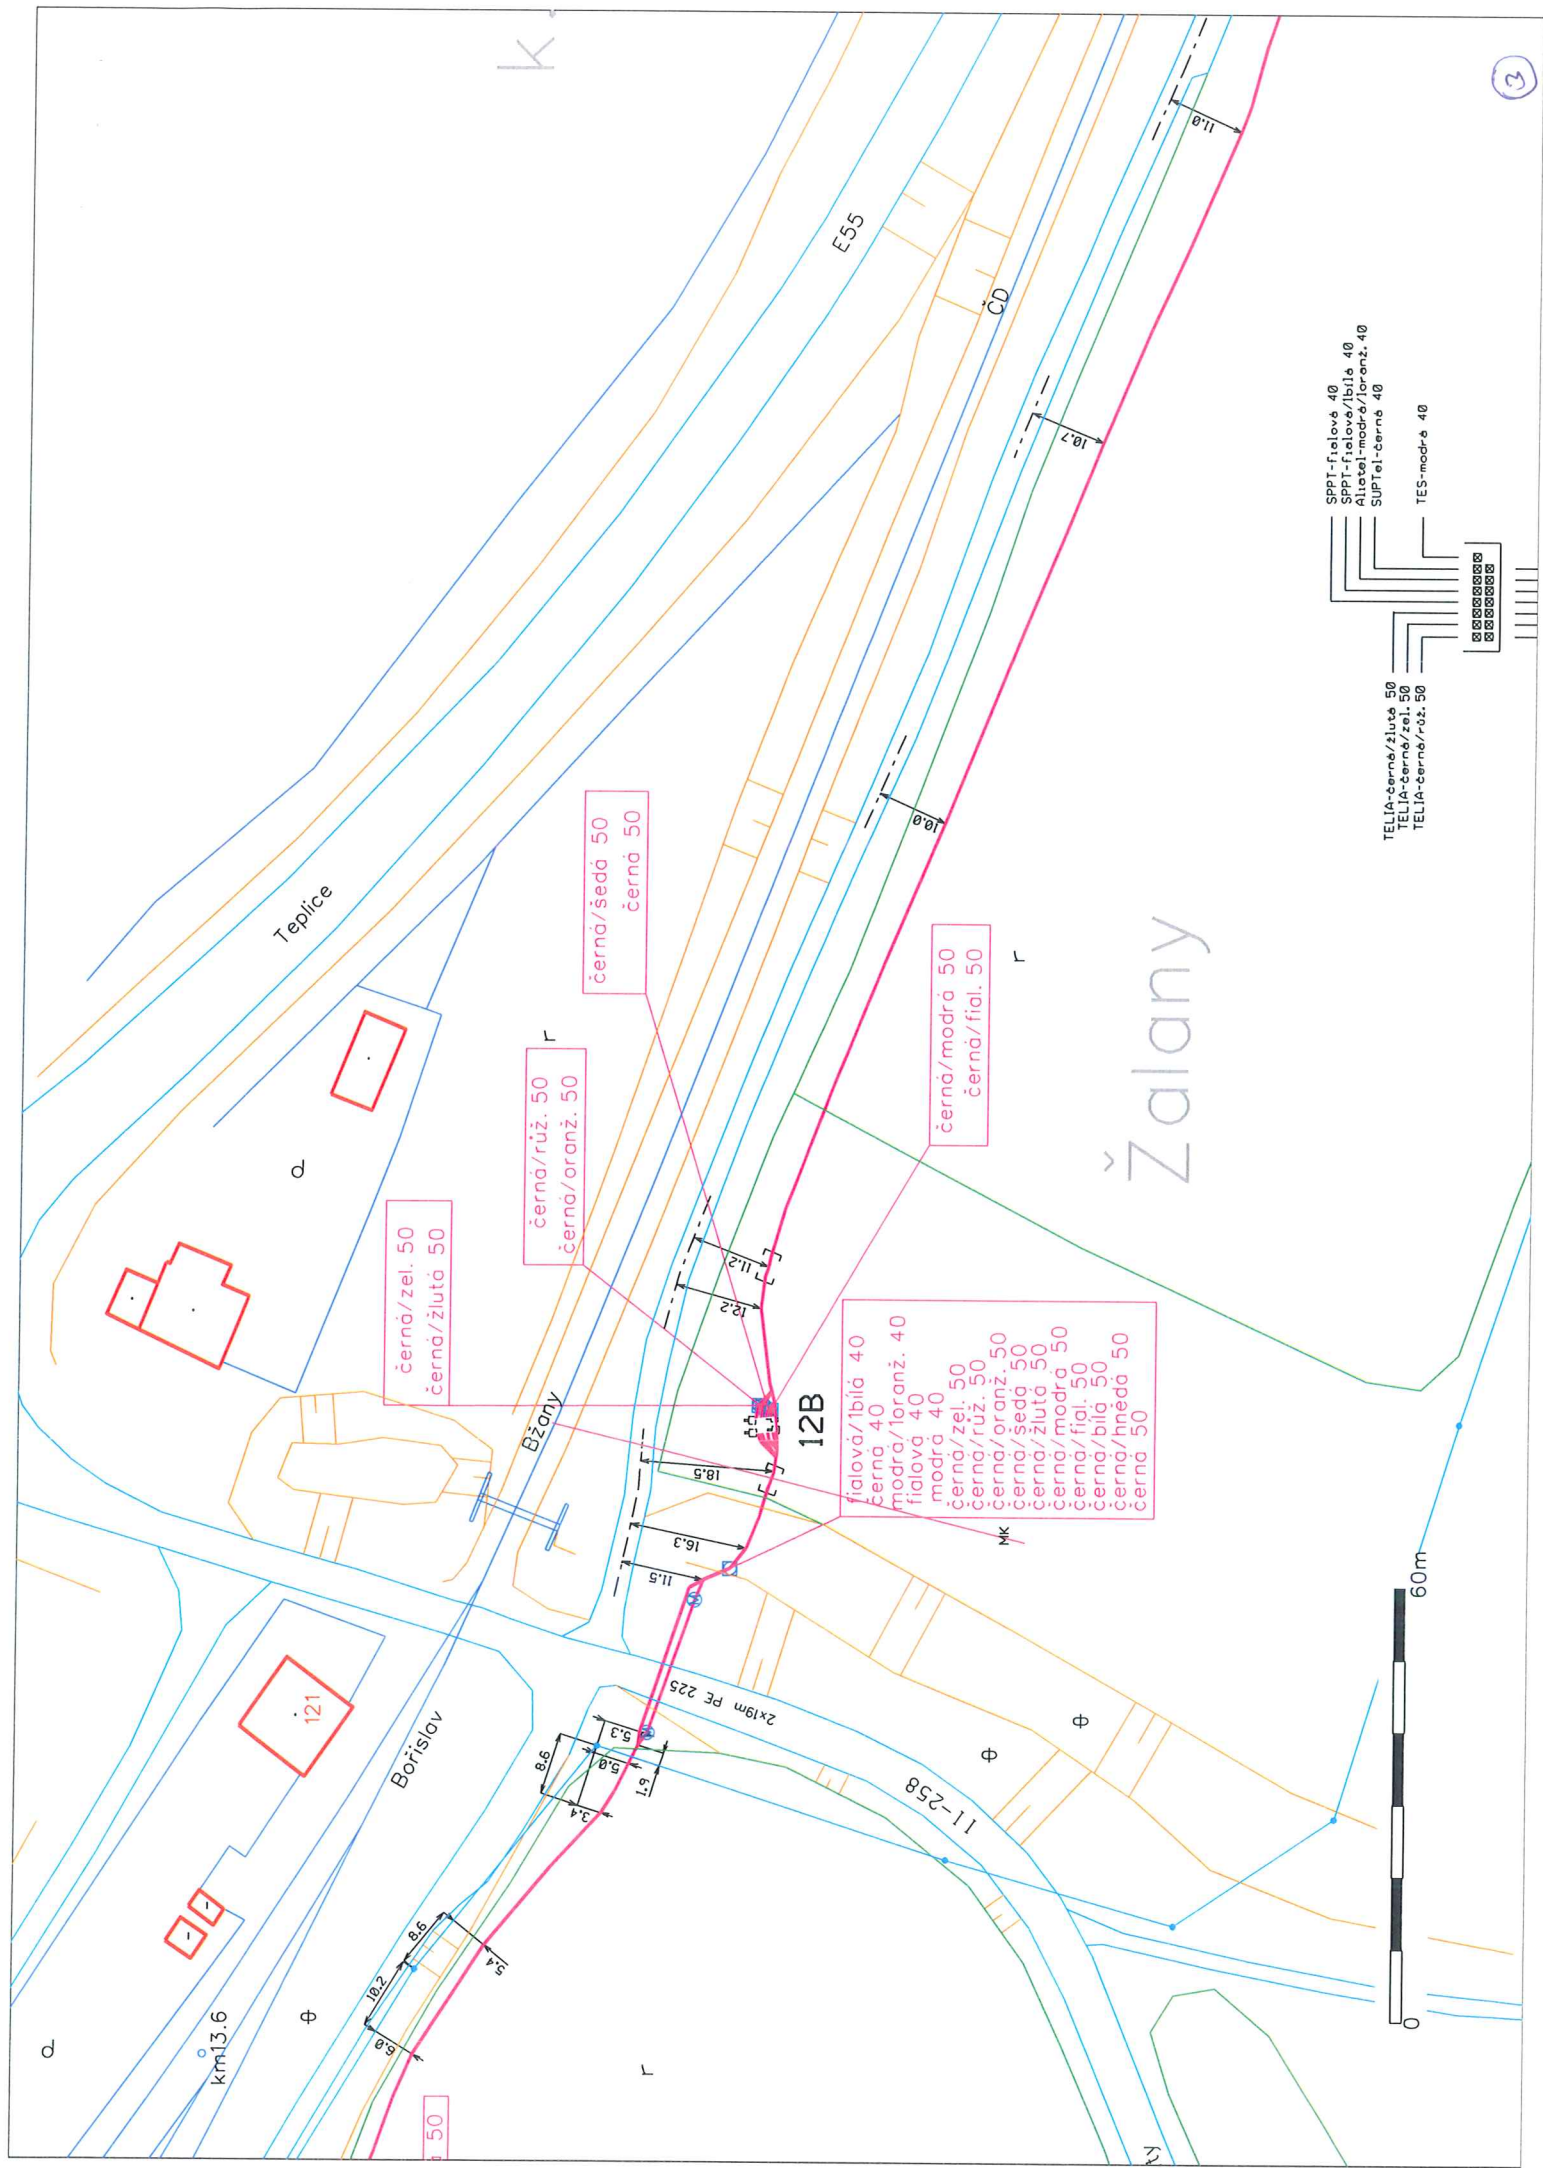 k.
3
E55
ČD
Teplice
11.0
10.7
10.0
SPPT-fialová 40
SPPT-fialová/1bílá 40
Aliatel-modrá/1oranž. 40
SUPTel-černá 40
TES-modrá 40
TELIA-černá/žlutá 50
TELIA-černá/zel. 50
TELIA-černá/růž. 50
černá/šedá 50
černá 50
černá/růž. 50
černá/oranž. 50
r
černá/zel. 50
černá/žlutá 50
černá/modrá 50
černá/fial. 50
r
Žalany
d
11.2
12.2
Bžany
12B
18.5
16.3
11.5
fialová/1bílá 40
černá 40
modrá/1oranž. 40
fialová 40
modrá 40
černá/zel. 50
černá/růž. 50
černá/oranž. 50
černá/šedá 50
černá/žlutá 50
černá/modrá 50
černá/fial. 50
černá/bílá 50
černá/hnědá 50
černá 50
MK
M
M
121
Bořislav
2x19m PE 225
5.3
8.6
5.0
1.6
3.4
11-258
8.6
10.2
5.4
6.0
km13.6
d
r
50
0
60m